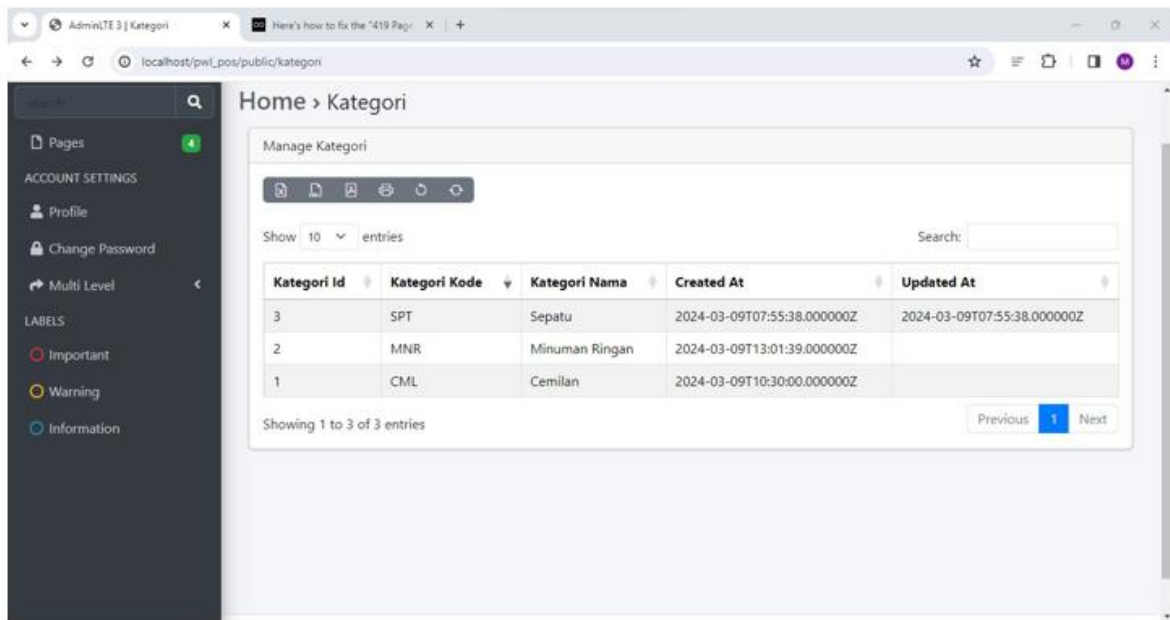 AdminLTE 3 | Kategori
Here's how to fix the "419 Page
localhost/pwl_pos/public/kategori
M
search
Pages 4
ACCOUNT SETTINGS
Profile
Change Password
Multi Level
LABELS
Important
Warning
Information
Home › Kategori
Manage Kategori
Show 10 entries Search:
Kategori Id Kategori Kode Kategori Nama Created At Updated At
3 SPT Sepatu 2024-03-09T07:55:38.000000Z 2024-03-09T07:55:38.000000Z
2 MNR Minuman Ringan 2024-03-09T13:01:39.000000Z
1 CML Cemilan 2024-03-09T10:30:00.000000Z
Showing 1 to 3 of 3 entries Previous 1 Next